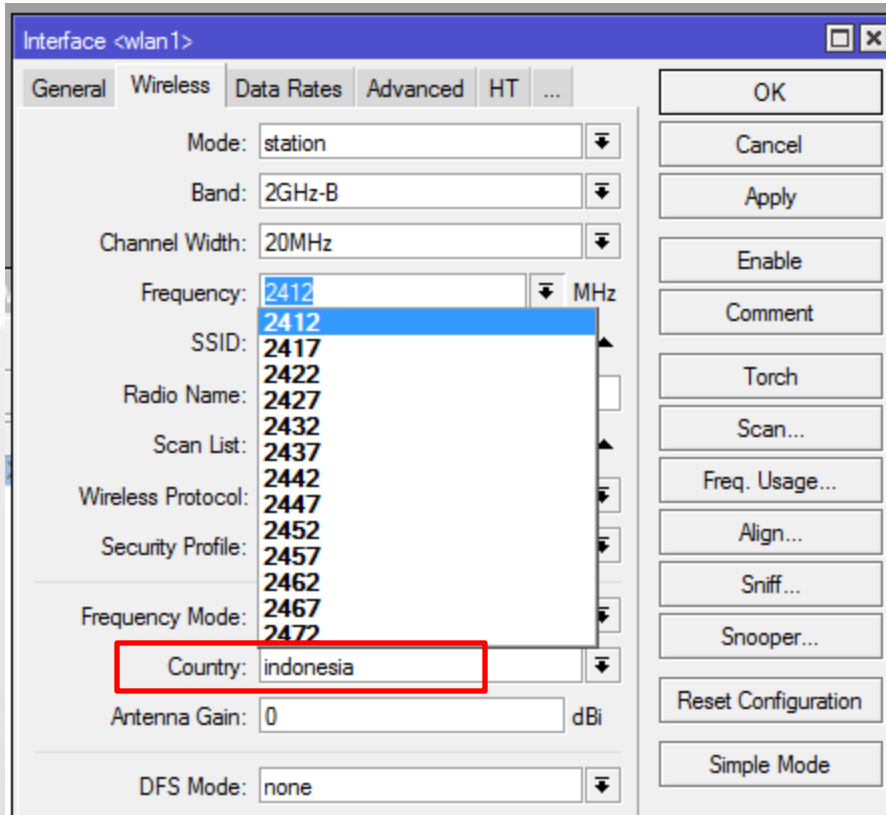 Interface <wlan1>
General Wireless Data Rates Advanced HT ...
OK
Mode: station
Cancel
Band: 2GHz-B
Apply
Channel Width: 20MHz
Enable
Frequency: 2412 MHz
Comment
2412
SSID:
2417
2422
Torch
Radio Name:
2427
2432
Scan...
Scan List:
2437
2442
Freq. Usage...
Wireless Protocol:
2447
2452
Align...
Security Profile:
2457
2462
Sniff...
Frequency Mode:
2467
2472
Snooper...
Country: indonesia
Reset Configuration
Antenna Gain: 0 dBi
Simple Mode
DFS Mode: none